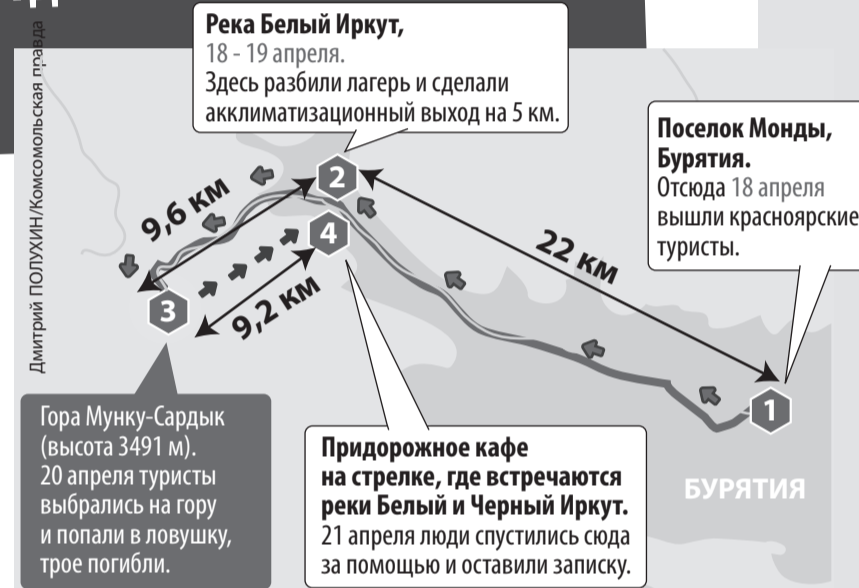 Дмитрий ПОЛУХИН/Комсомольская правда
Река Белый Иркут,
18 - 19 апреля.
Здесь разбили лагерь и сделали
акклиматизационный выход на 5 км.
Поселок Монды,
Бурятия.
Отсюда 18 апреля
вышли красноярские
туристы.
2
9,6 км
4
22 км
3
9,2 км
1
Гора Мунку-Сардык
(высота 3491 м).
20 апреля туристы
выбрались на гору
и попали в ловушку,
трое погибли.
Придорожное кафе
на стрелке, где встречаются
реки Белый и Черный Иркут.
21 апреля люди спустились сюда
за помощью и оставили записку.
БУРЯТИЯ